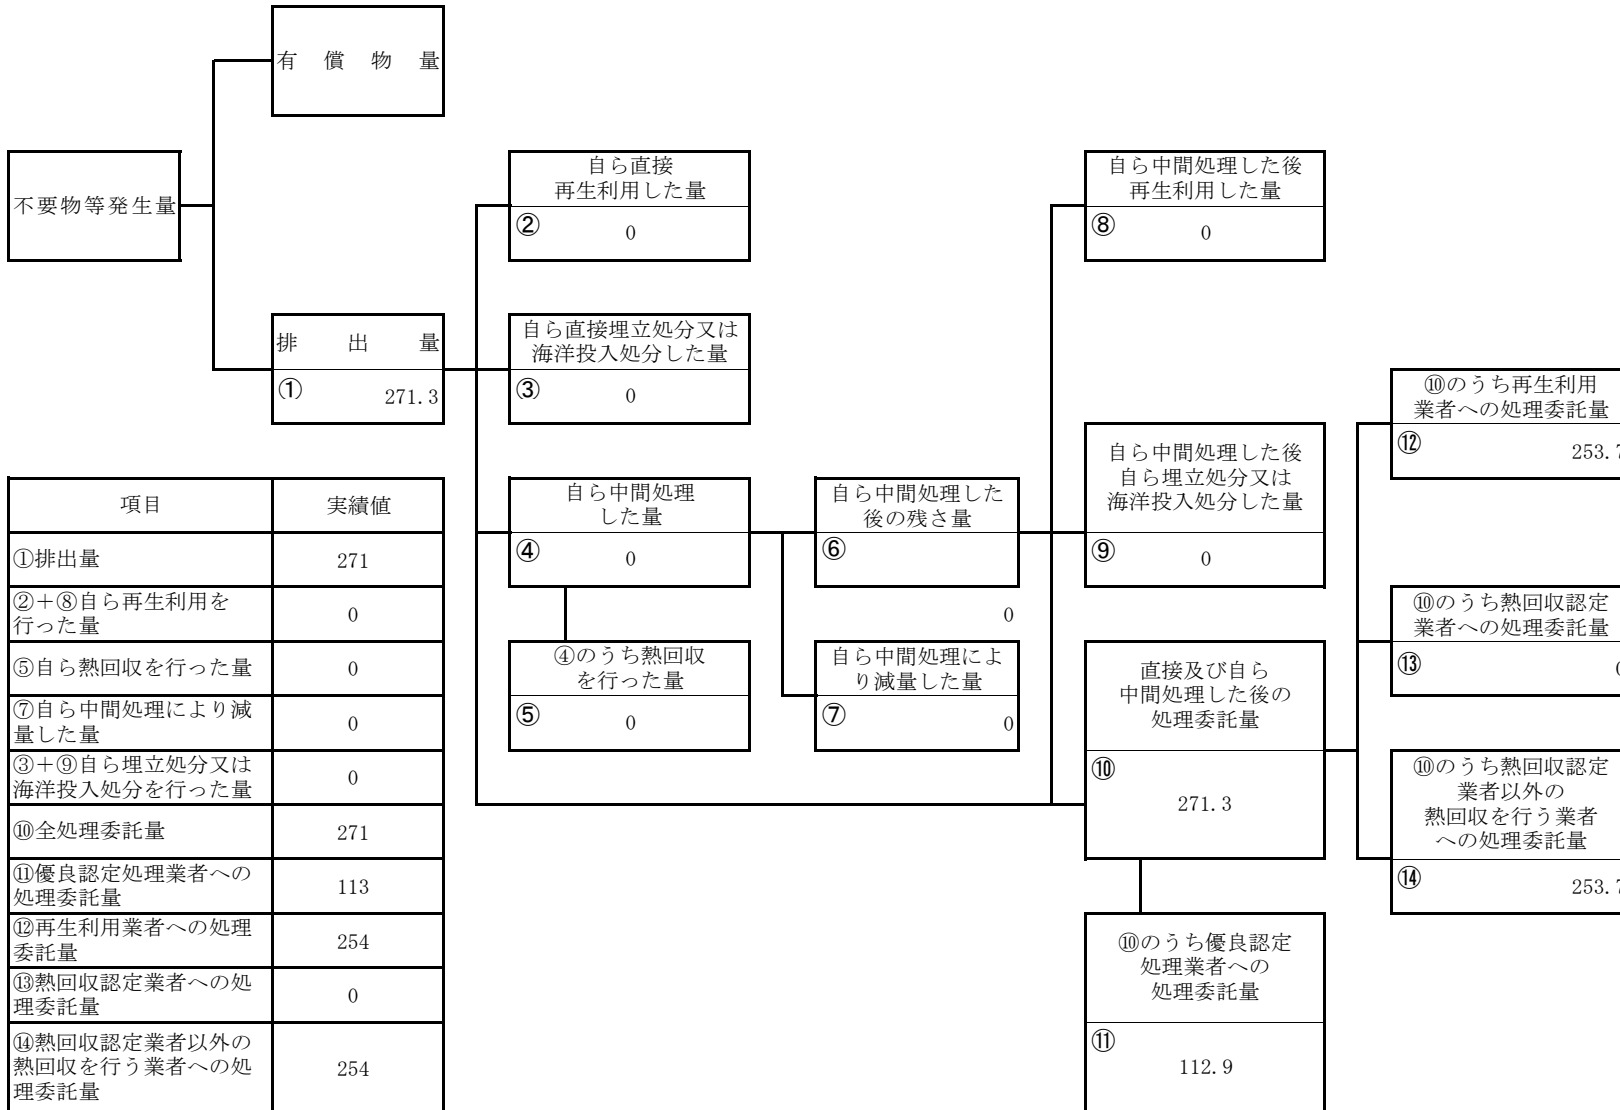 有償物量
不要物等発生量
自ら直接
再生利用した量
② 0
自ら中間処理した後
再生利用した量
⑧ 0
排出量
① 271.3
自ら直接埋立処分又は
海洋投入処分した量
③ 0
⑩のうち再生利用
業者への処理委託量
⑫ 253.7
自ら中間処理
した量
④ 0
自ら中間処理した
後の残さ量
⑥
0
自ら中間処理した後
自ら埋立処分又は
海洋投入処分した量
⑨ 0
⑩のうち熱回収認定
業者への処理委託量
⑬ 0
④のうち熱回収
を行った量
⑤ 0
自ら中間処理によ
り減量した量
⑦ 0
直接及び自ら
中間処理した後の
処理委託量
⑩
271.3
⑩のうち熱回収認定
業者以外の
熱回収を行う業者
への処理委託量
⑭ 253.7
⑩のうち優良認定
処理業者への
処理委託量
⑪
112.9
項目 実績値
①排出量 271
②+⑧自ら再生利用を
行った量 0
⑤自ら熱回収を行った量 0
⑦自ら中間処理により減
量した量 0
③+⑨自ら埋立処分又は
海洋投入処分を行った量 0
⑩全処理委託量 271
⑪優良認定処理業者への
処理委託量 113
⑫再生利用業者への処理
委託量 254
⑬熱回収認定業者への処
理委託量 0
⑭熱回収認定業者以外の
熱回収を行う業者への処
理委託量 254